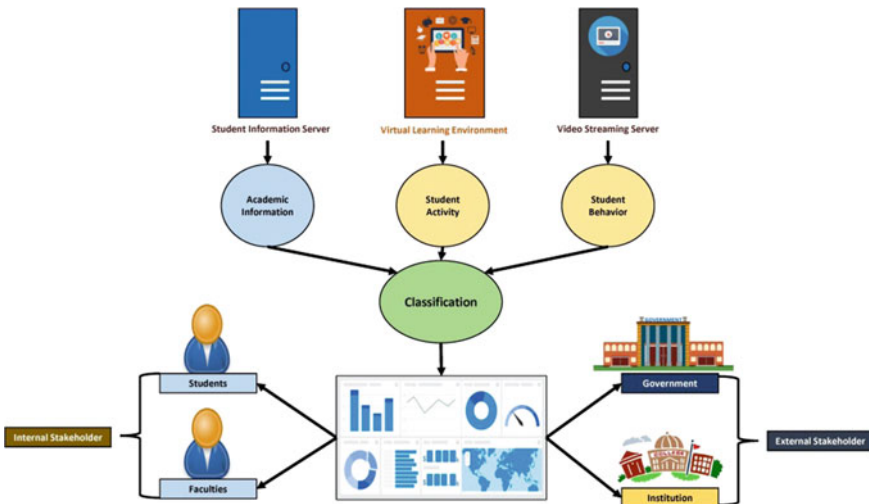 Student Information Server
Virtual Learning Environment
Video Streaming Server
Academic
Information
Student
Activity
Student
Behavior
Classification
GOVERNMENT
Students
Government
Internal Stakeholder
External Stakeholder
COLLEGE
Faculties
Institution